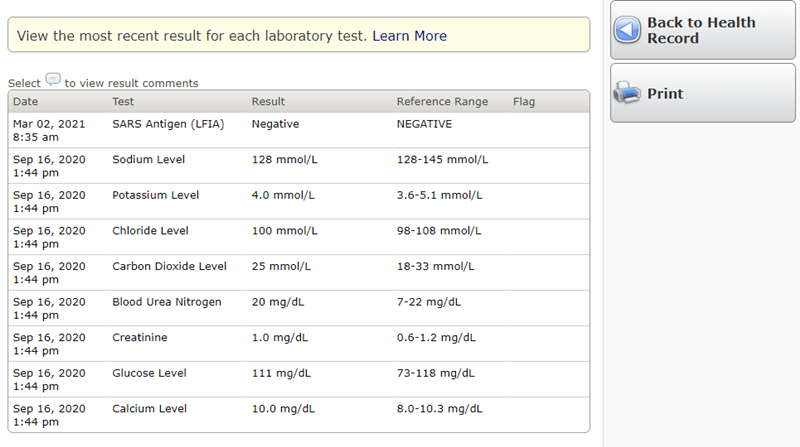 View the most recent result for each laboratory test. Learn More
Back to Health
Record
Print
Select to view result comments
Date Test Result Reference Range Flag
Mar 02, 2021 SARS Antigen (LFIA) Negative NEGATIVE
8:35 am
Sep 16, 2020 Sodium Level 128 mmol/L 128-145 mmol/L
1:44 pm
Sep 16, 2020 Potassium Level 4.0 mmol/L 3.6-5.1 mmol/L
1:44 pm
Sep 16, 2020 Chloride Level 100 mmol/L 98-108 mmol/L
1:44 pm
Sep 16, 2020 Carbon Dioxide Level 25 mmol/L 18-33 mmol/L
1:44 pm
Sep 16, 2020 Blood Urea Nitrogen 20 mg/dL 7-22 mg/dL
1:44 pm
Sep 16, 2020 Creatinine 1.0 mg/dL 0.6-1.2 mg/dL
1:44 pm
Sep 16, 2020 Glucose Level 111 mg/dL 73-118 mg/dL
1:44 pm
Sep 16, 2020 Calcium Level 10.0 mg/dL 8.0-10.3 mg/dL
1:44 pm